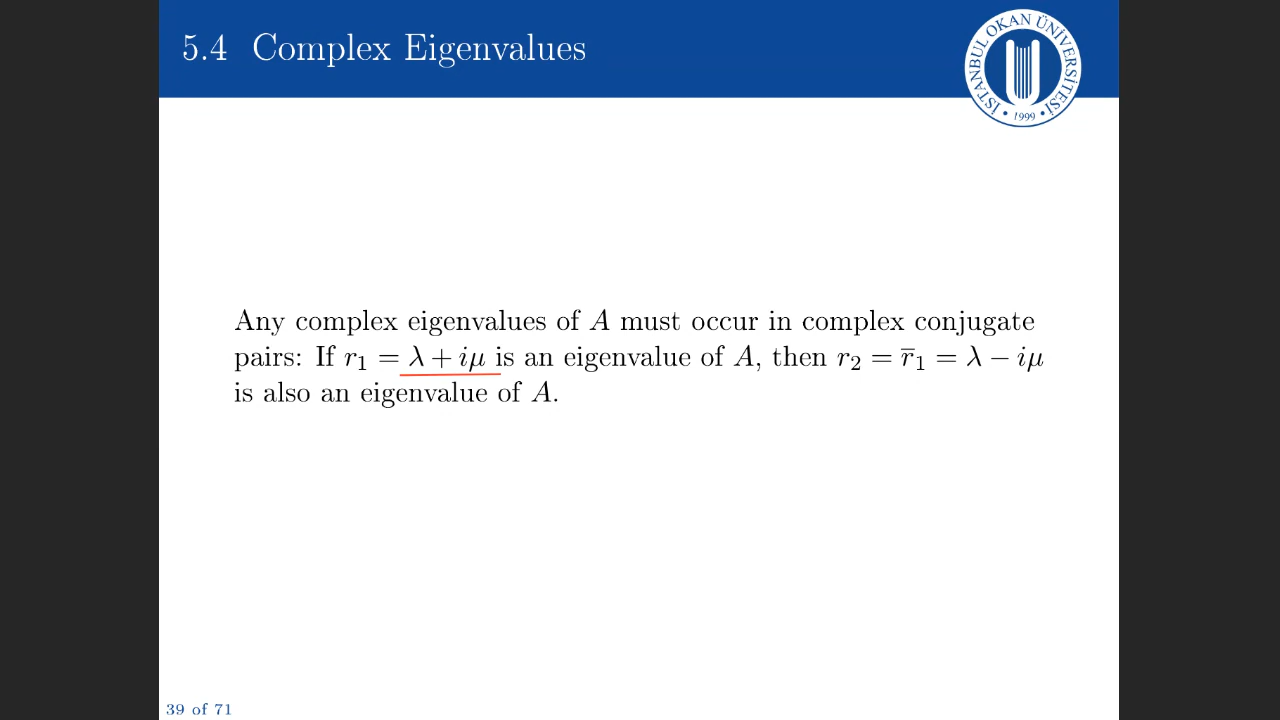 5.4 Complex Eigenvalues
İSTANBUL OKAN ÜNİVERSİTESİ
• 1999 •
Any complex eigenvalues of A must occur in complex conjugate
pairs: If r₁ = λ + iμ is an eigenvalue of A, then r₂ = r̅₁ = λ − iμ
is also an eigenvalue of A.
39 of 71